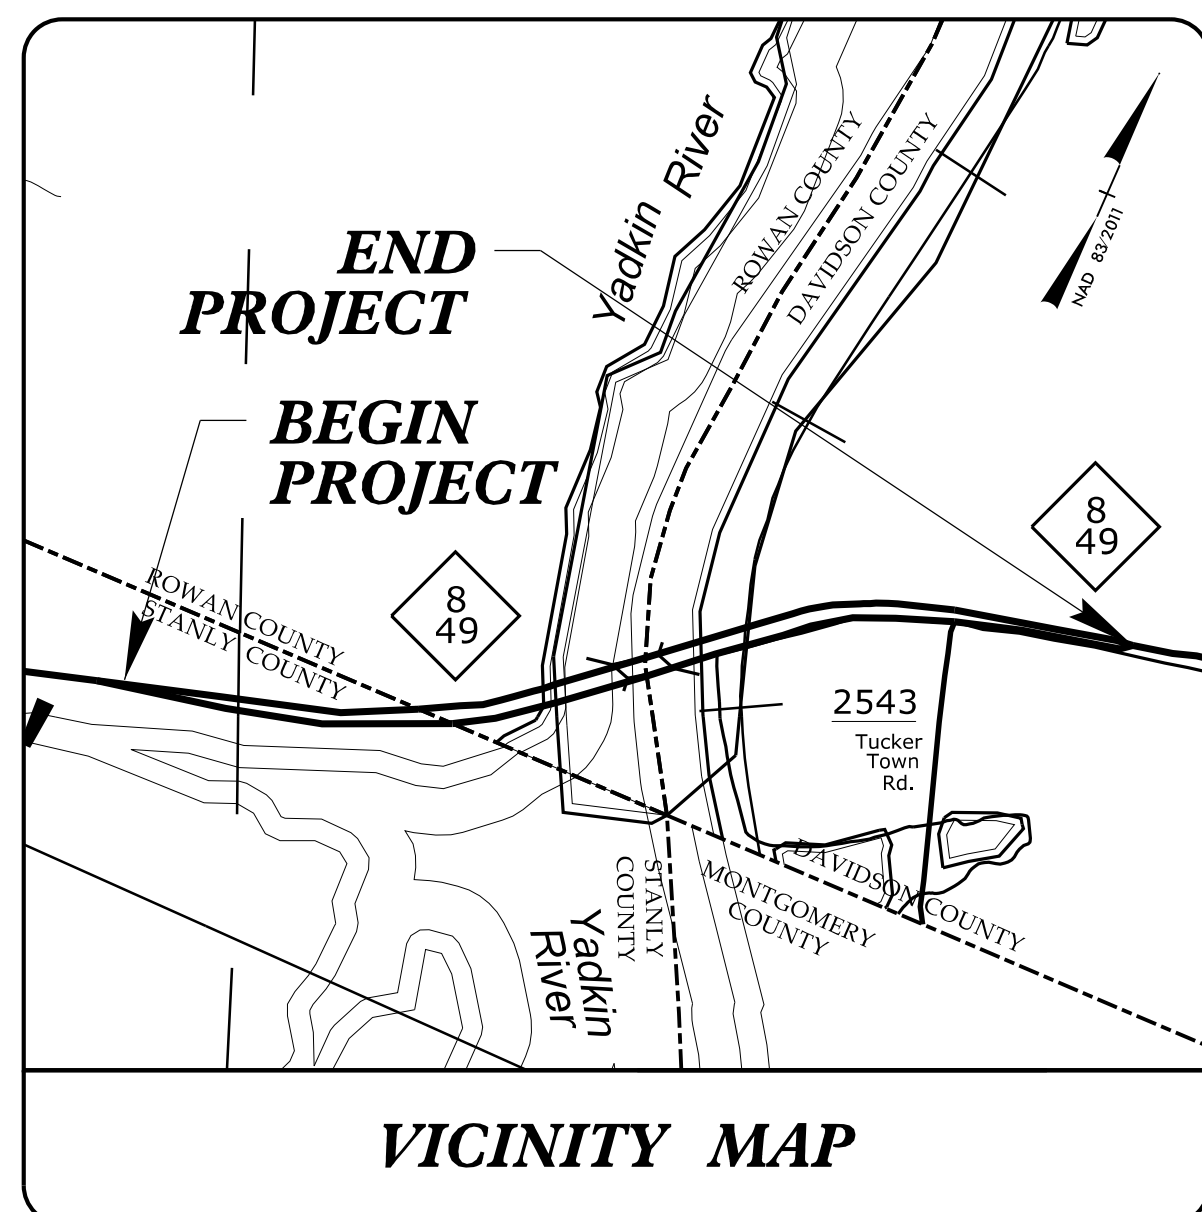 Yadkin River
ROWAN COUNTY
DAVIDSON COUNTY
NAD 83/2011
END
PROJECT
BEGIN
PROJECT
8
49
8
49
ROWAN COUNTY
STANLY COUNTY
2543
Tucker
Town
Rd.
STANLY
COUNTY
MONTGOMERY
COUNTY
DAVIDSON COUNTY
Yadkin
River
VICINITY MAP